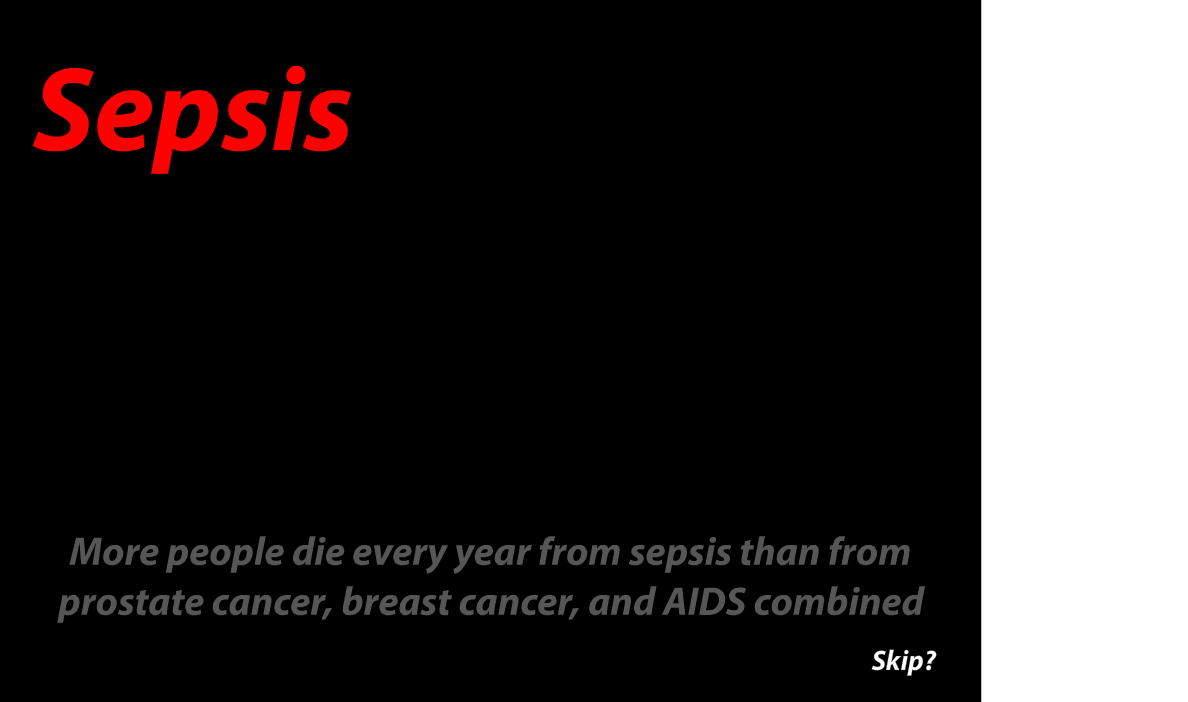 Sepsis
More people die every year from sepsis than from
prostate cancer, breast cancer, and AIDS combined
Skip?